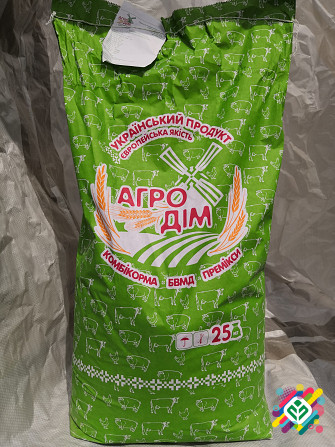 УКРАЇНСЬКИЙ ПРОДУКТ
ЄВРОПЕЙСЬКА ЯКІСТЬ
АГРО
ДІМ
КОМБІКОРМА БВМД ПРЕМІКСИ
25